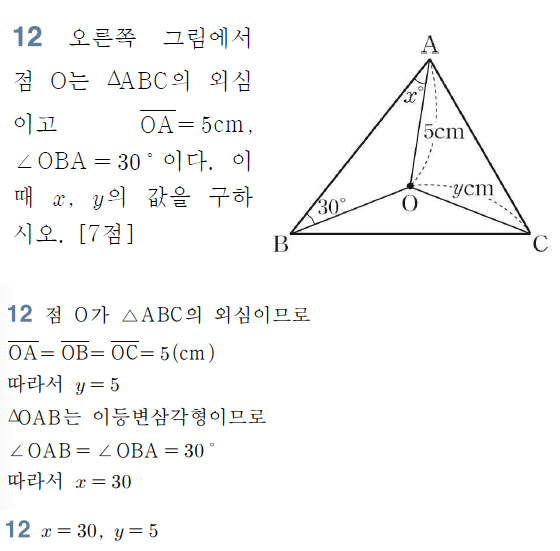 12 오른쪽 그림에서
점 O는 △ABC의 외심
이고 OA = 5cm,
∠OBA = 30°이다. 이
때 x, y의 값을 구하
시오. [7점]
A
x°
5cm
ycm
30°
O
B
C
12 점 O가 △ABC의 외심이므로
OA = OB = OC = 5(cm)
따라서 y = 5
△OAB는 이등변삼각형이므로
∠OAB = ∠OBA = 30°
따라서 x = 30
12 x = 30, y = 5